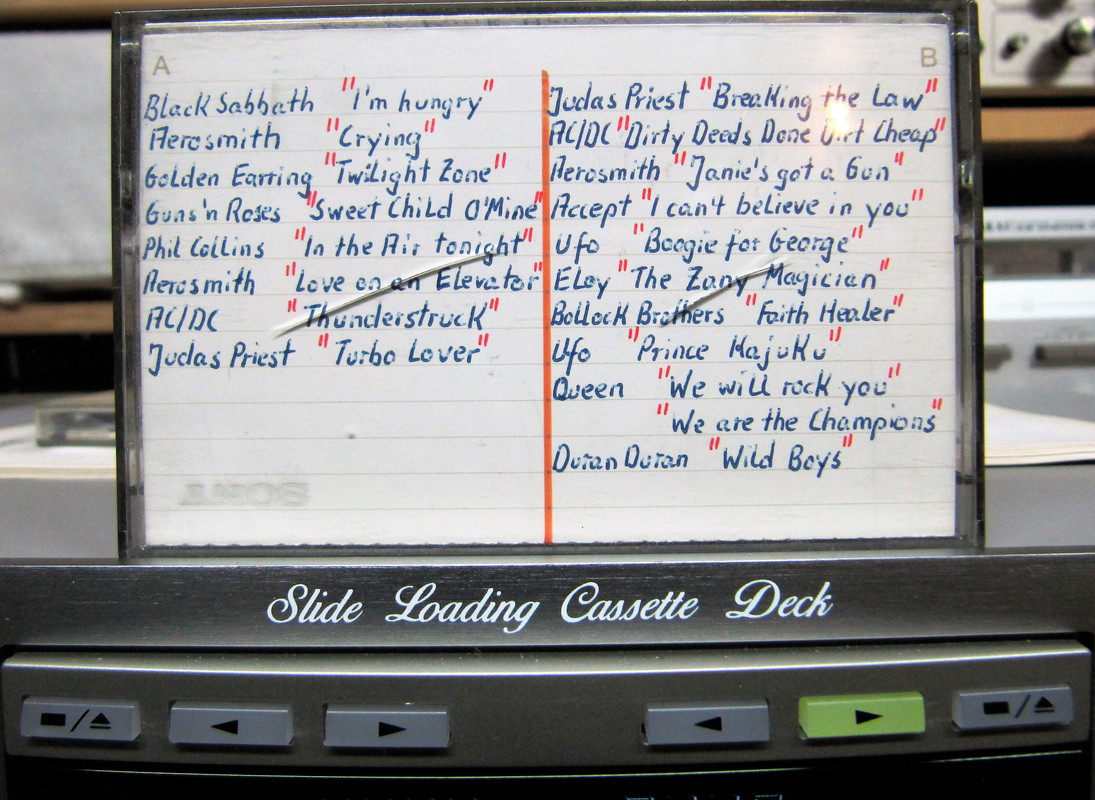 A
Black Sabbath "I'm hungry"
Aerosmith "Crying"
Golden Earring "Twilight Zone"
Guns'n Roses "Sweet Child O'Mine"
Phil Collins "In the Air tonight"
Aerosmith "Love on an Elevator"
AC/DC "Thunderstruck"
Judas Priest "Turbo Lover"
SONY
B
Judas Priest "Breaking the Law"
AC/DC "Dirty Deeds Done Dirt Cheap"
Aerosmith "Janie's got a Gun"
Accept "I can't believe in you"
Ufo "Boogie for George"
Eloy "The Zany Magician"
Bollock Brothers "Faith Healer"
Ufo "Prince Kajuku"
Queen "We will rock you"
"We are the Champions"
Duran Duran "Wild Boys"
Slide Loading Cassette Deck